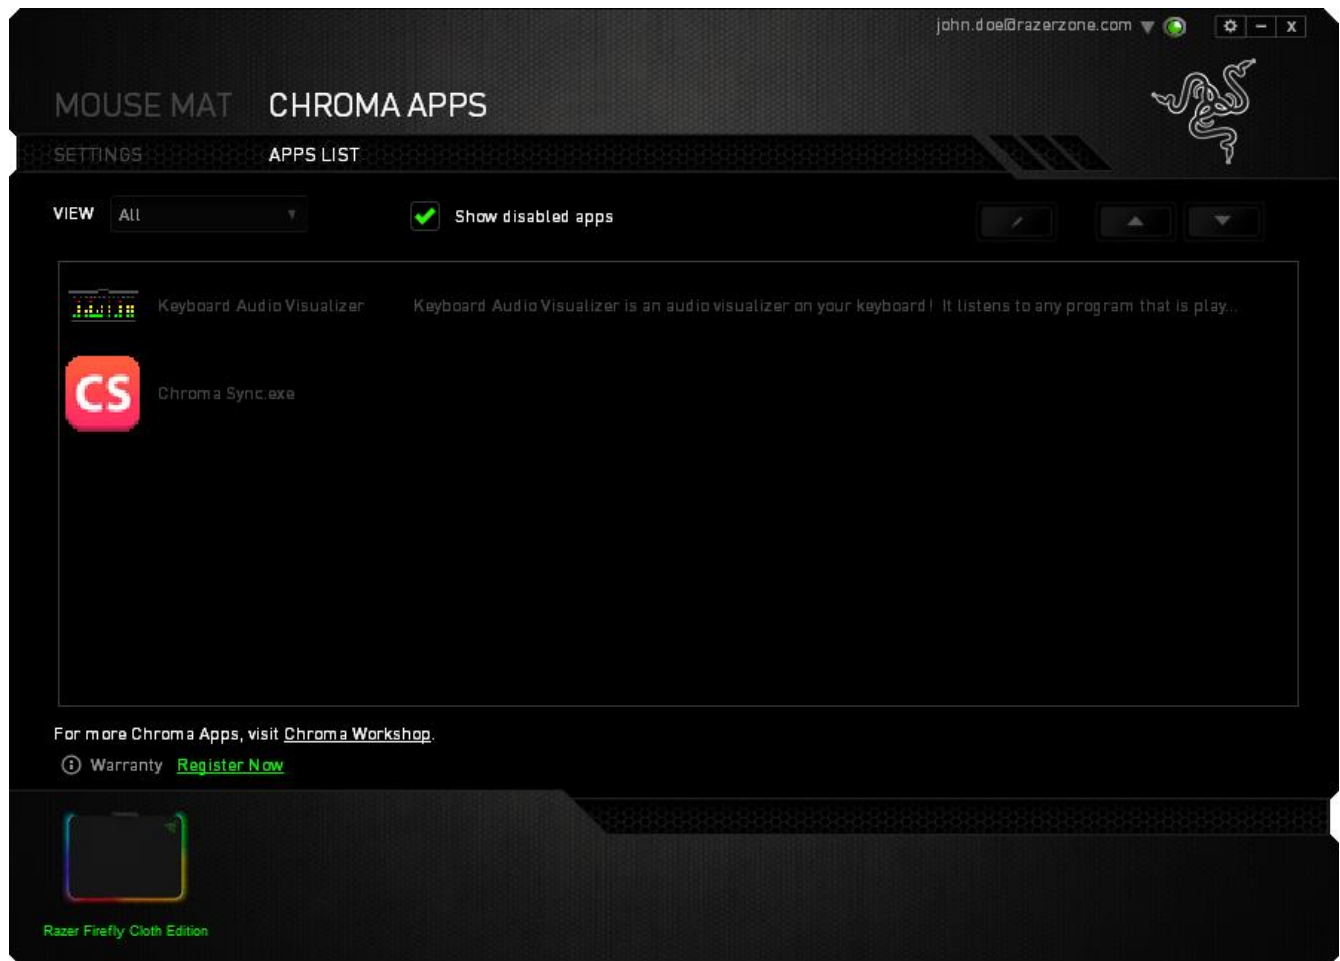 john.doe@razerzone.com
MOUSE MAT CHROMA APPS
SETTINGS APPS LIST
VIEW All Show disabled apps
Keyboard Audio Visualizer Keyboard Audio Visualizer is an audio visualizer on your keyboard! It listens to any program that is play...
CS Chroma Sync.exe
For more Chroma Apps, visit Chroma Workshop.
Warranty Register Now
Razer Firefly Cloth Edition